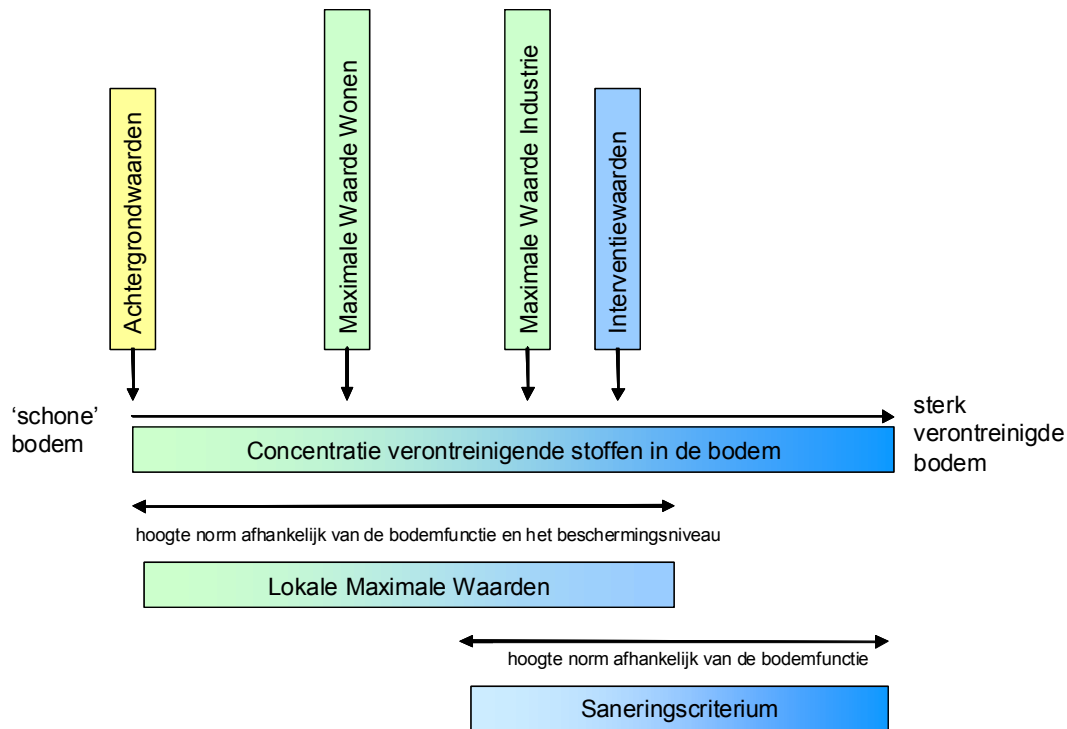 Achtergrondwaarden
Maximale Waarde Wonen
Maximale Waarde Industrie
Interventiewaarden
‘schone’
bodem
sterk
verontreinigde
bodem
Concentratie verontreinigende stoffen in de bodem
hoogte norm afhankelijk van de bodemfunctie en het beschermingsniveau
Lokale Maximale Waarden
hoogte norm afhankelijk van de bodemfunctie
Saneringscriterium